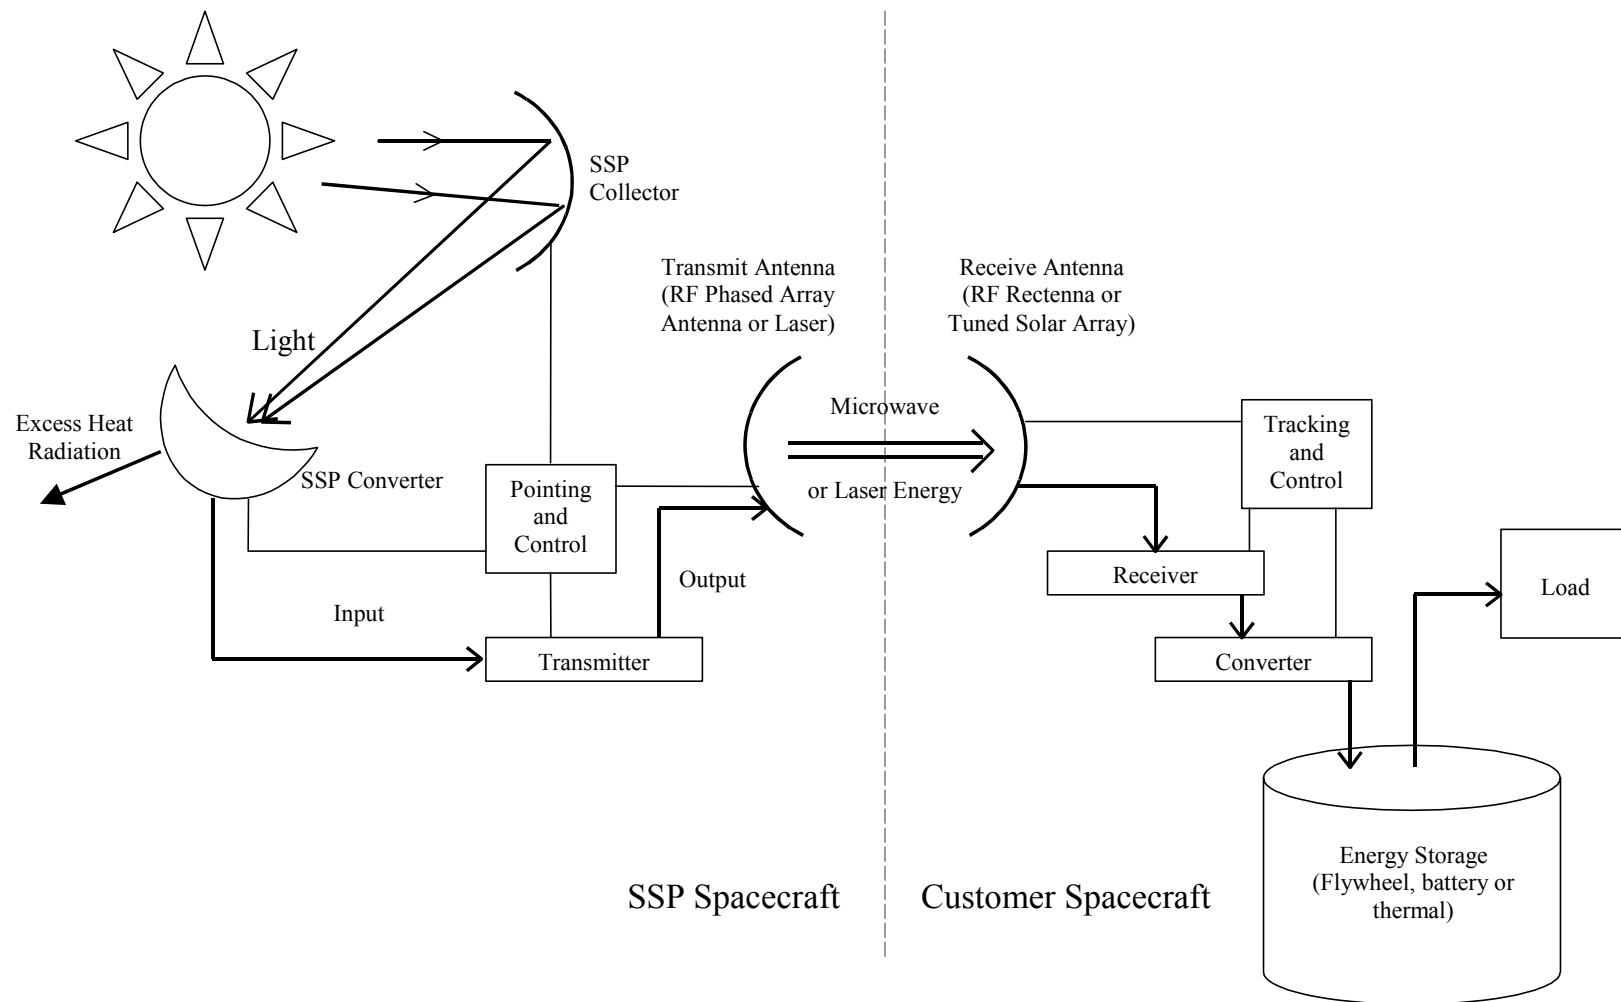 SSP
Collector
Transmit Antenna
(RF Phased Array
Antenna or Laser)
Receive Antenna
(RF Rectenna or
Tuned Solar Array)
Light
Excess Heat
Radiation
SSP Converter
Pointing
and
Control
Microwave
or Laser Energy
Tracking
and
Control
Output
Input
Transmitter
Receiver
Converter
Load
Energy Storage
(Flywheel, battery or
thermal)
SSP Spacecraft
Customer Spacecraft